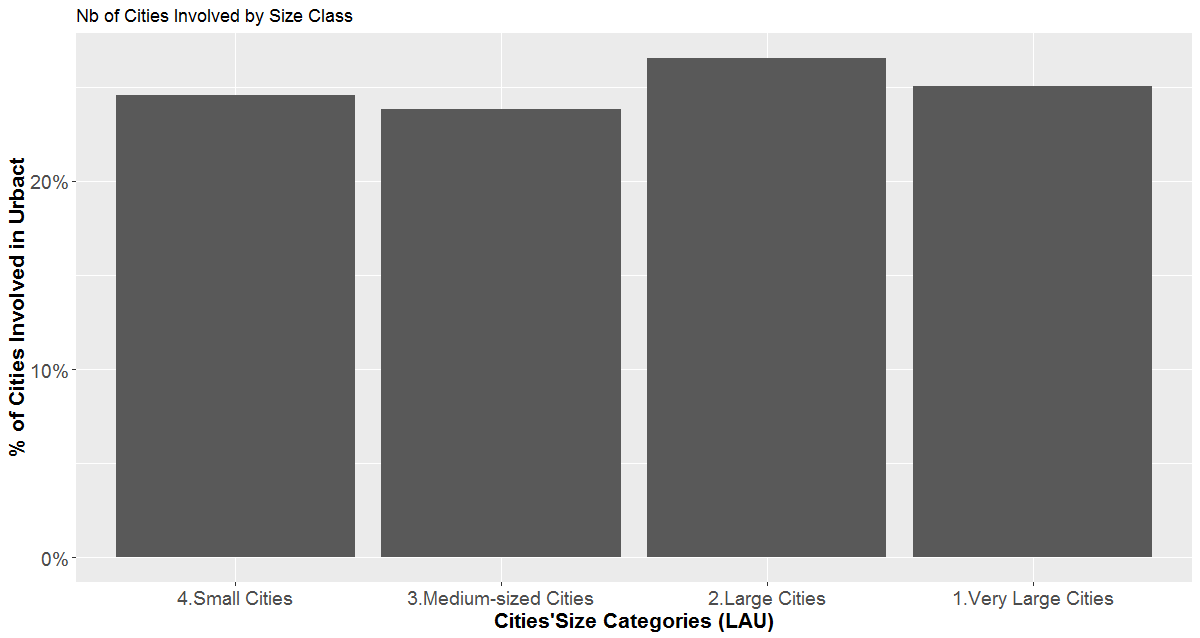 Nb of Cities Involved by Size Class
% of Cities Involved in Urbact
20%
10%
0%
4.Small Cities
3.Medium-sized Cities
2.Large Cities
1.Very Large Cities
Cities'Size Categories (LAU)